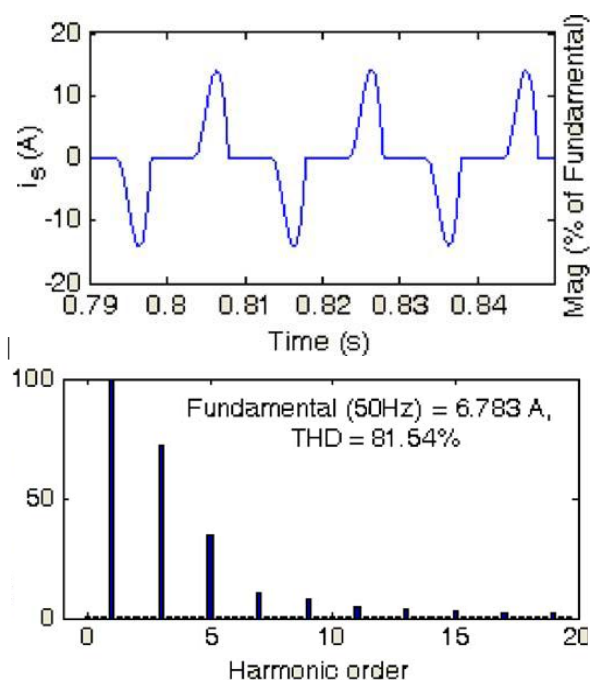 20
10
0
-10
-20
i_s (A)
0.79 0.8 0.81 0.82 0.83 0.84
Time (s)
Mag (% of Fundamental)
100
50
0
Fundamental (50Hz) = 6.783 A,
THD = 81.54%
0 5 10 15 20
Harmonic order